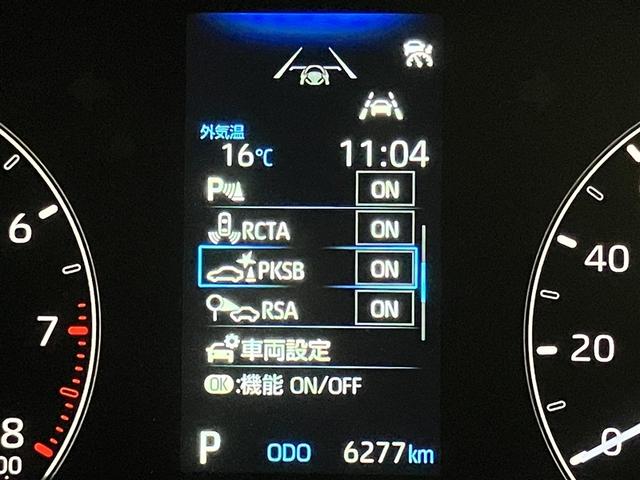 外気温
16℃ 11:04
P ON
RCTA ON
PKSB ON
RSA ON
車両設定
OK:機能 ON/OFF
P ODO 6277km
6
7
8
00
40
20
0